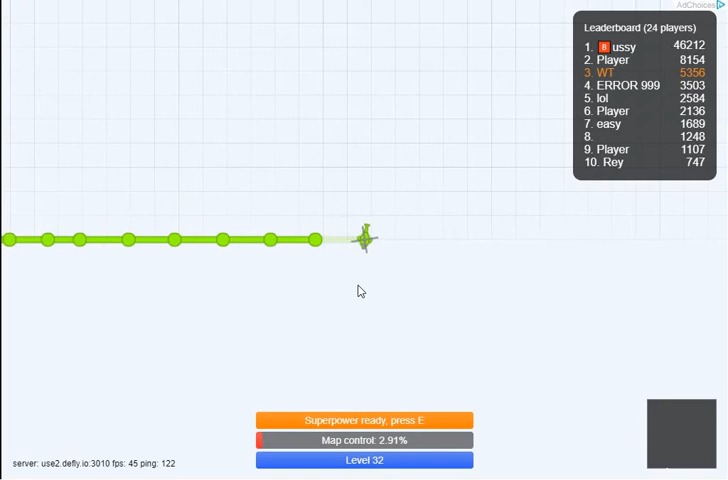 AdChoices
Leaderboard (24 players)
1. B ussy 46212
2. Player 8154
3. WT 5356
4. ERROR 999 3503
5. lol 2584
6. Player 2136
7. easy 1689
8. 1248
9. Player 1107
10. Rey 747
Superpower ready, press E
Map control: 2.91%
Level 32
server: use2.defly.io:3010 fps: 45 ping: 122